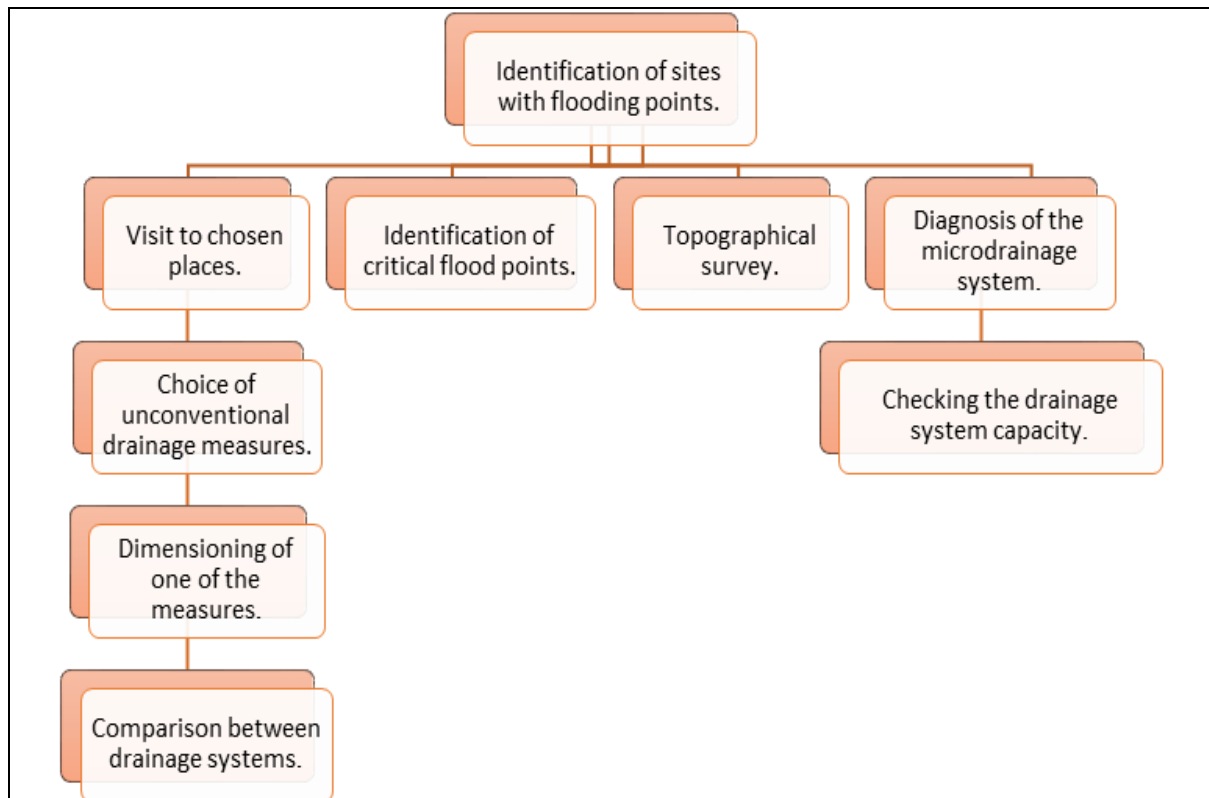 Identification of sites
with flooding points.
Visit to chosen
places.
Identification of
critical flood points.
Topographical
survey.
Diagnosis of the
microdrainage
system.
Choice of
unconventional
drainage measures.
Checking the drainage
system capacity.
Dimensioning of
one of the
measures.
Comparison between
drainage systems.